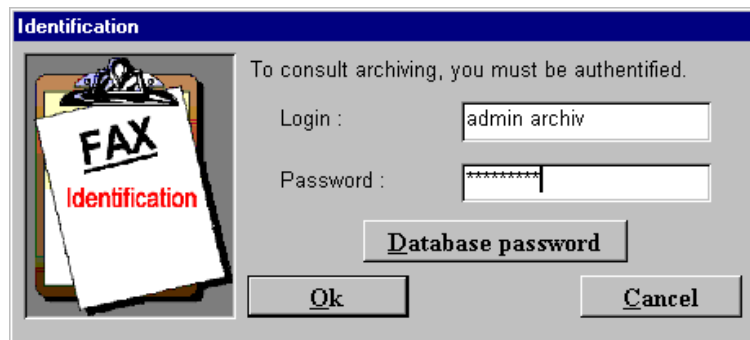 Identification
To consult archiving, you must be authentified.
FAX
Identification
Login :
admin archiv
Password :
*********
Database password
Ok
Cancel